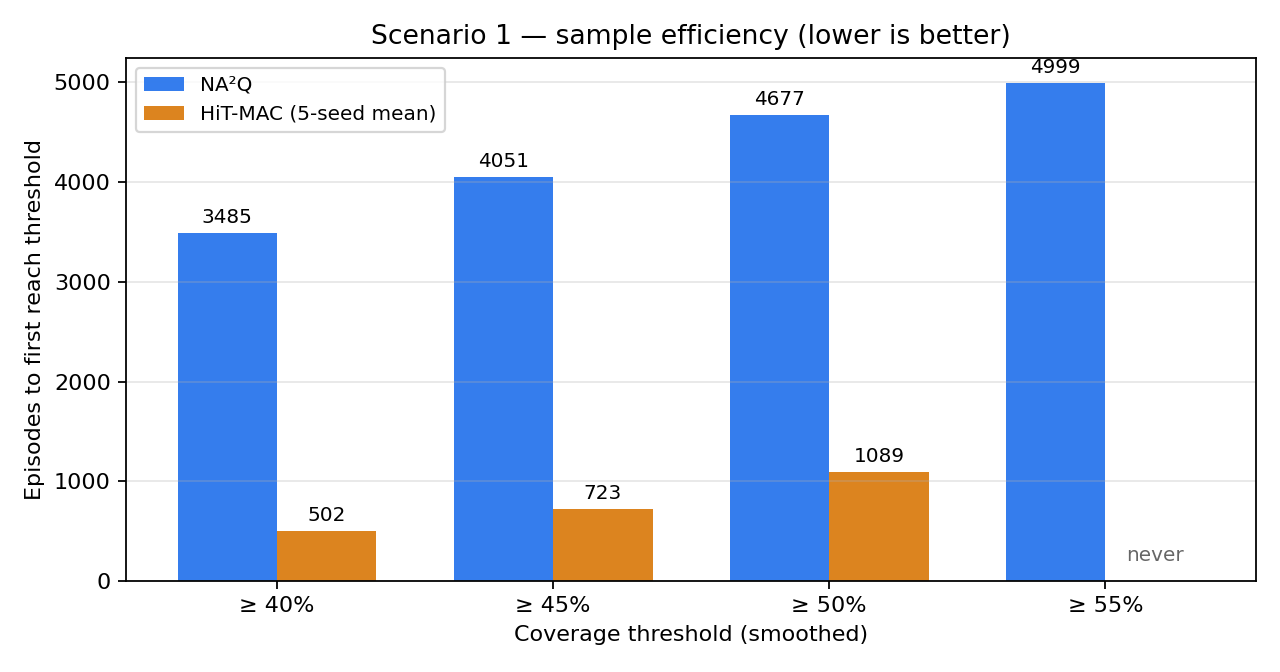 Scenario 1 — sample efficiency (lower is better)
NA²Q
HiT-MAC (5-seed mean)
Episodes to first reach threshold
5000
4000
3000
2000
1000
0
3485
502
4051
723
4677
1089
4999
never
≥ 40%
≥ 45%
≥ 50%
≥ 55%
Coverage threshold (smoothed)